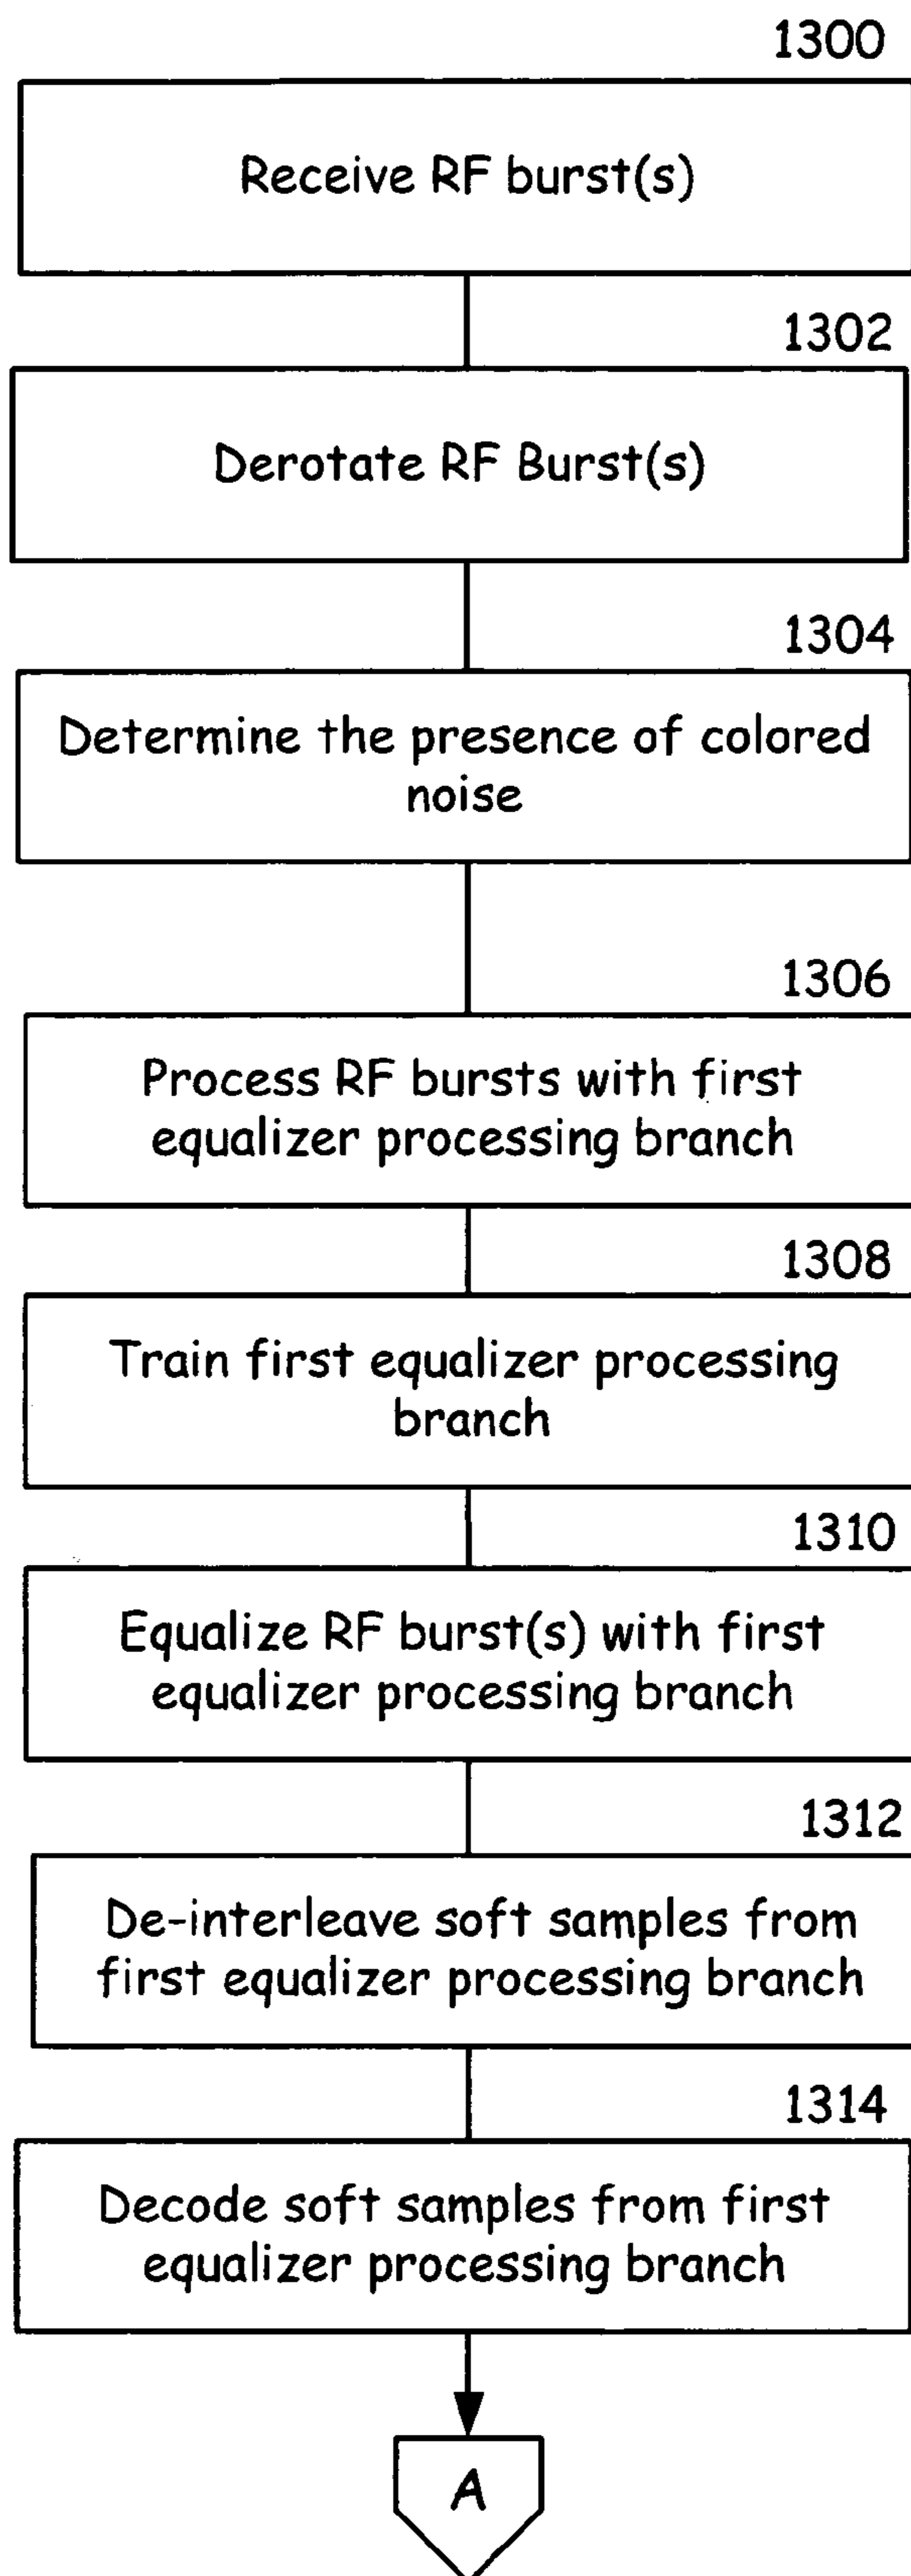 1300
Receive RF burst(s)
1302
Derotate RF Burst(s)
1304
Determine the presence of colored
noise
1306
Process RF bursts with first
equalizer processing branch
1308
Train first equalizer processing
branch
1310
Equalize RF burst(s) with first
equalizer processing branch
1312
De-interleave soft samples from
first equalizer processing branch
1314
Decode soft samples from first
equalizer processing branch
A